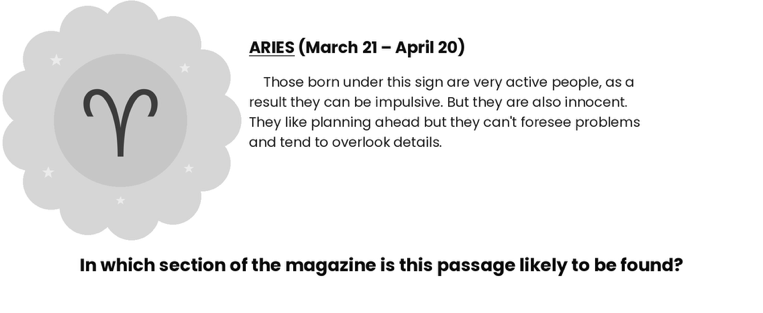 ARIES (March 21 – April 20)
Those born under this sign are very active people, as a
result they can be impulsive. But they are also innocent.
They like planning ahead but they can't foresee problems
and tend to overlook details.
In which section of the magazine is this passage likely to be found?